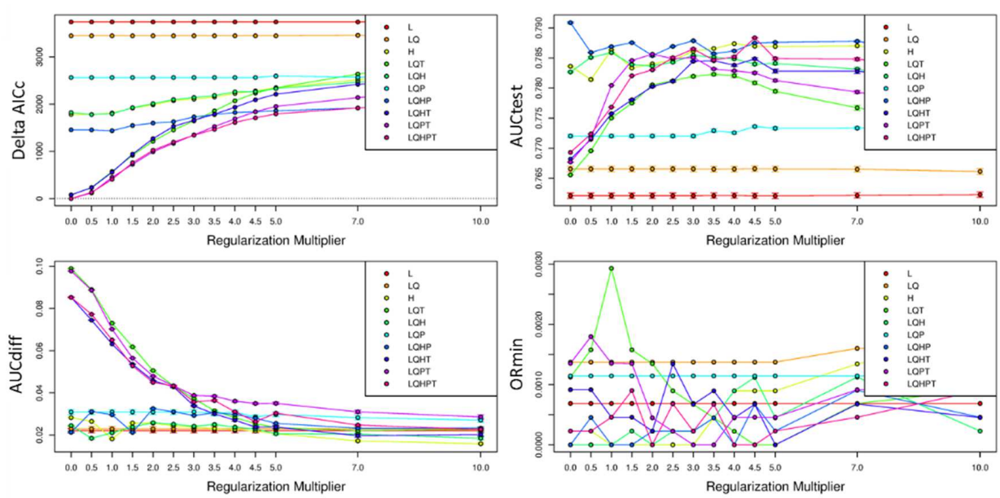 Delta AICc
3000
2000
1000
0
0.0 0.5 1.0 1.5 2.0 2.5 3.0 3.5 4.0 4.5 5.0 7.0 10.0
Regularization Multiplier
L
LQ
H
LQT
LQH
LQP
LQHP
LQHT
LQPT
LQHPT
AUCtest
0.790
0.785
0.780
0.775
0.770
0.765
0.0 0.5 1.0 1.5 2.0 2.5 3.0 3.5 4.0 4.5 5.0 7.0 10.0
Regularization Multiplier
L
LQ
H
LQT
LQH
LQP
LQHP
LQHT
LQPT
LQHPT
AUCdiff
0.10
0.08
0.06
0.04
0.02
0.0 0.5 1.0 1.5 2.0 2.5 3.0 3.5 4.0 4.5 5.0 7.0 10.0
Regularization Multiplier
L
LQ
H
LQT
LQH
LQP
LQHP
LQHT
LQPT
LQHPT
ORmin
0.0030
0.0020
0.0010
0.0000
0.0 0.5 1.0 1.5 2.0 2.5 3.0 3.5 4.0 4.5 5.0 7.0 10.0
Regularization Multiplier
L
LQ
H
LQT
LQH
LQP
LQHP
LQHT
LQPT
LQHPT